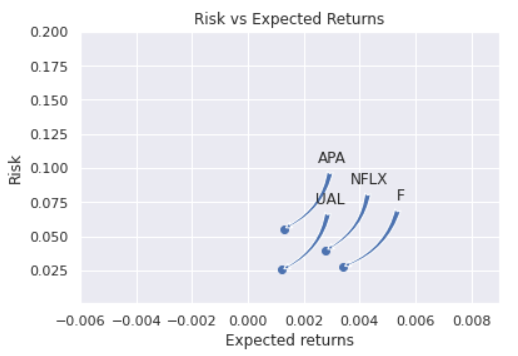 Risk vs Expected Returns
0.200
0.175
0.150
0.125
0.100
0.075
0.050
0.025
Risk
APA
NFLX
UAL
F
−0.006 −0.004 −0.002 0.000 0.002 0.004 0.006 0.008
Expected returns